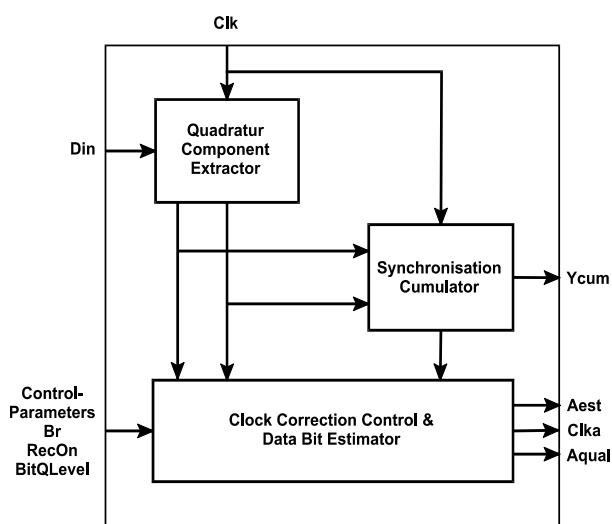 Clk
Din
Quadratur
Component
Extractor
Synchronisation
Cumulator
Ycum
Control-
Parameters
Br
RecOn
BitQLevel
Clock Correction Control &
Data Bit Estimator
Aest
Clka
Aqual